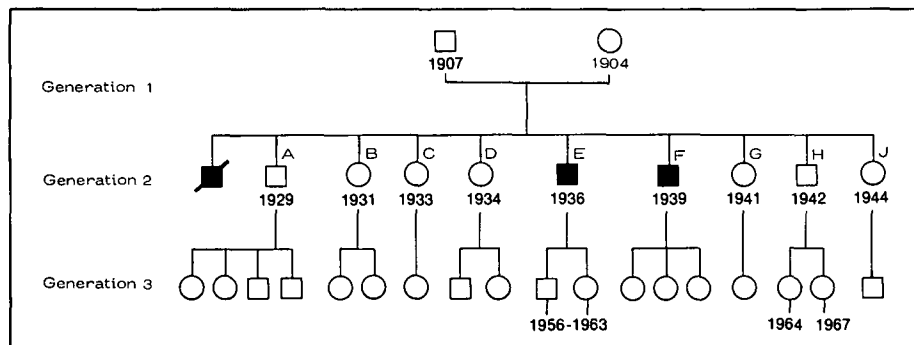 1907 1904
Generation 1
A B C D E F G H J
Generation 2
1929 1931 1933 1934 1936 1939 1941 1942 1944
Generation 3
1956-1963 1964 1967